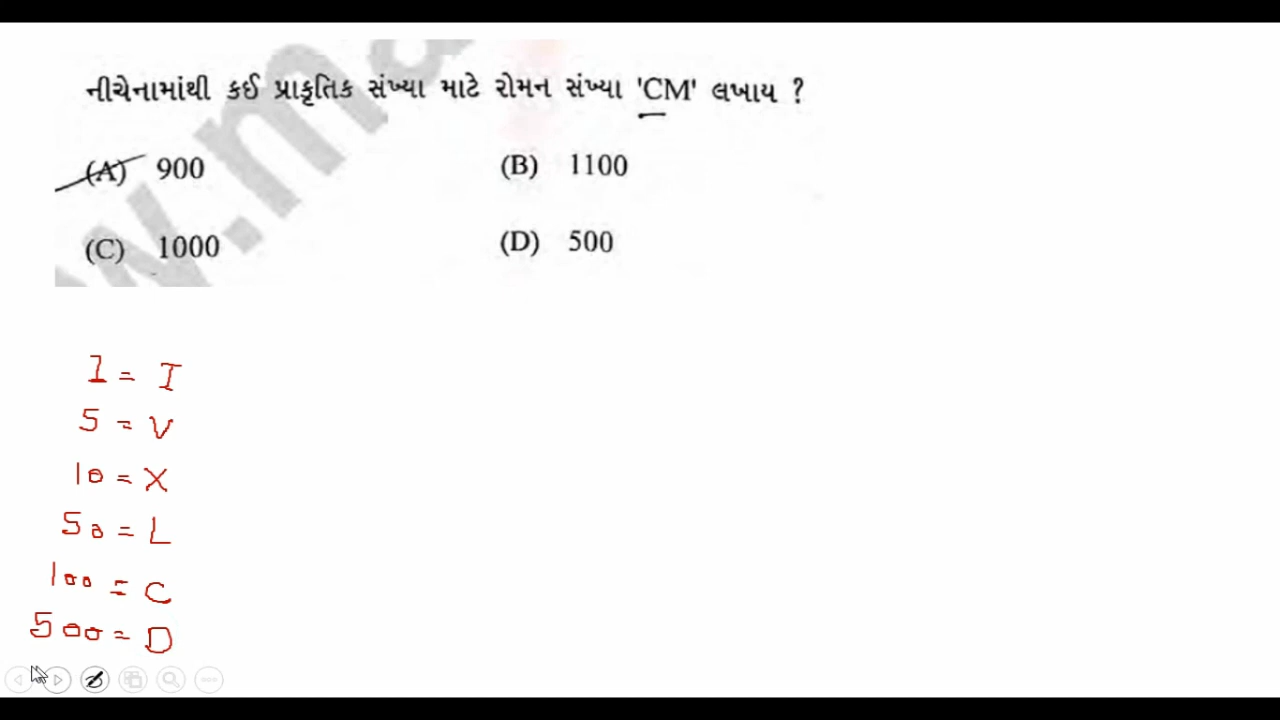 નીચેનામાંથી કઈ પ્રાકૃતિક સંખ્યા માટે રોમન સંખ્યા 'CM' લખાય ?
(A) 900 (B) 1100
(C) 1000 (D) 500
1 = I
5 = V
10 = X
50 = L
100 = C
500 = D